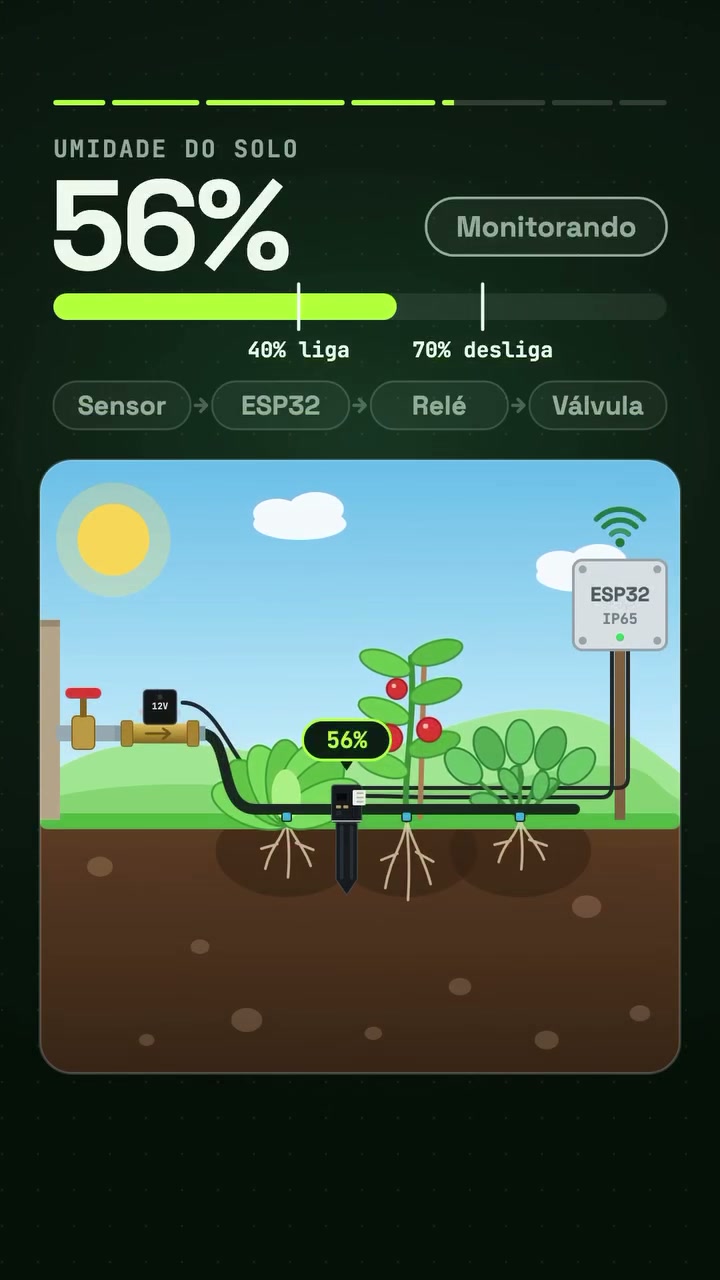 UMIDADE DO SOLO
56%
Monitorando
40% liga
70% desliga
Sensor → ESP32 → Relé → Válvula
ESP32
IP65
12V
56%